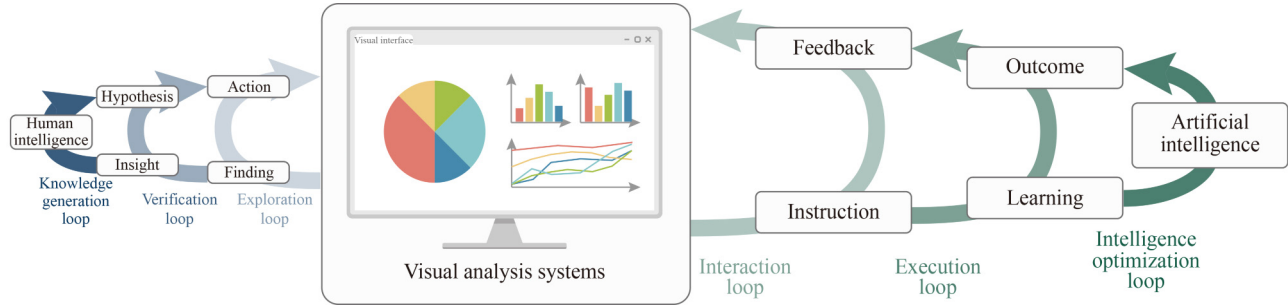 Visual interface
Feedback
Outcome
Hypothesis
Action
Human
intelligence
Artificial
intelligence
Insight
Finding
Instruction
Learning
Knowledge
generation
loop
Verification
loop
Exploration
loop
Visual analysis systems
Interaction
loop
Execution
loop
Intelligence
optimization
loop